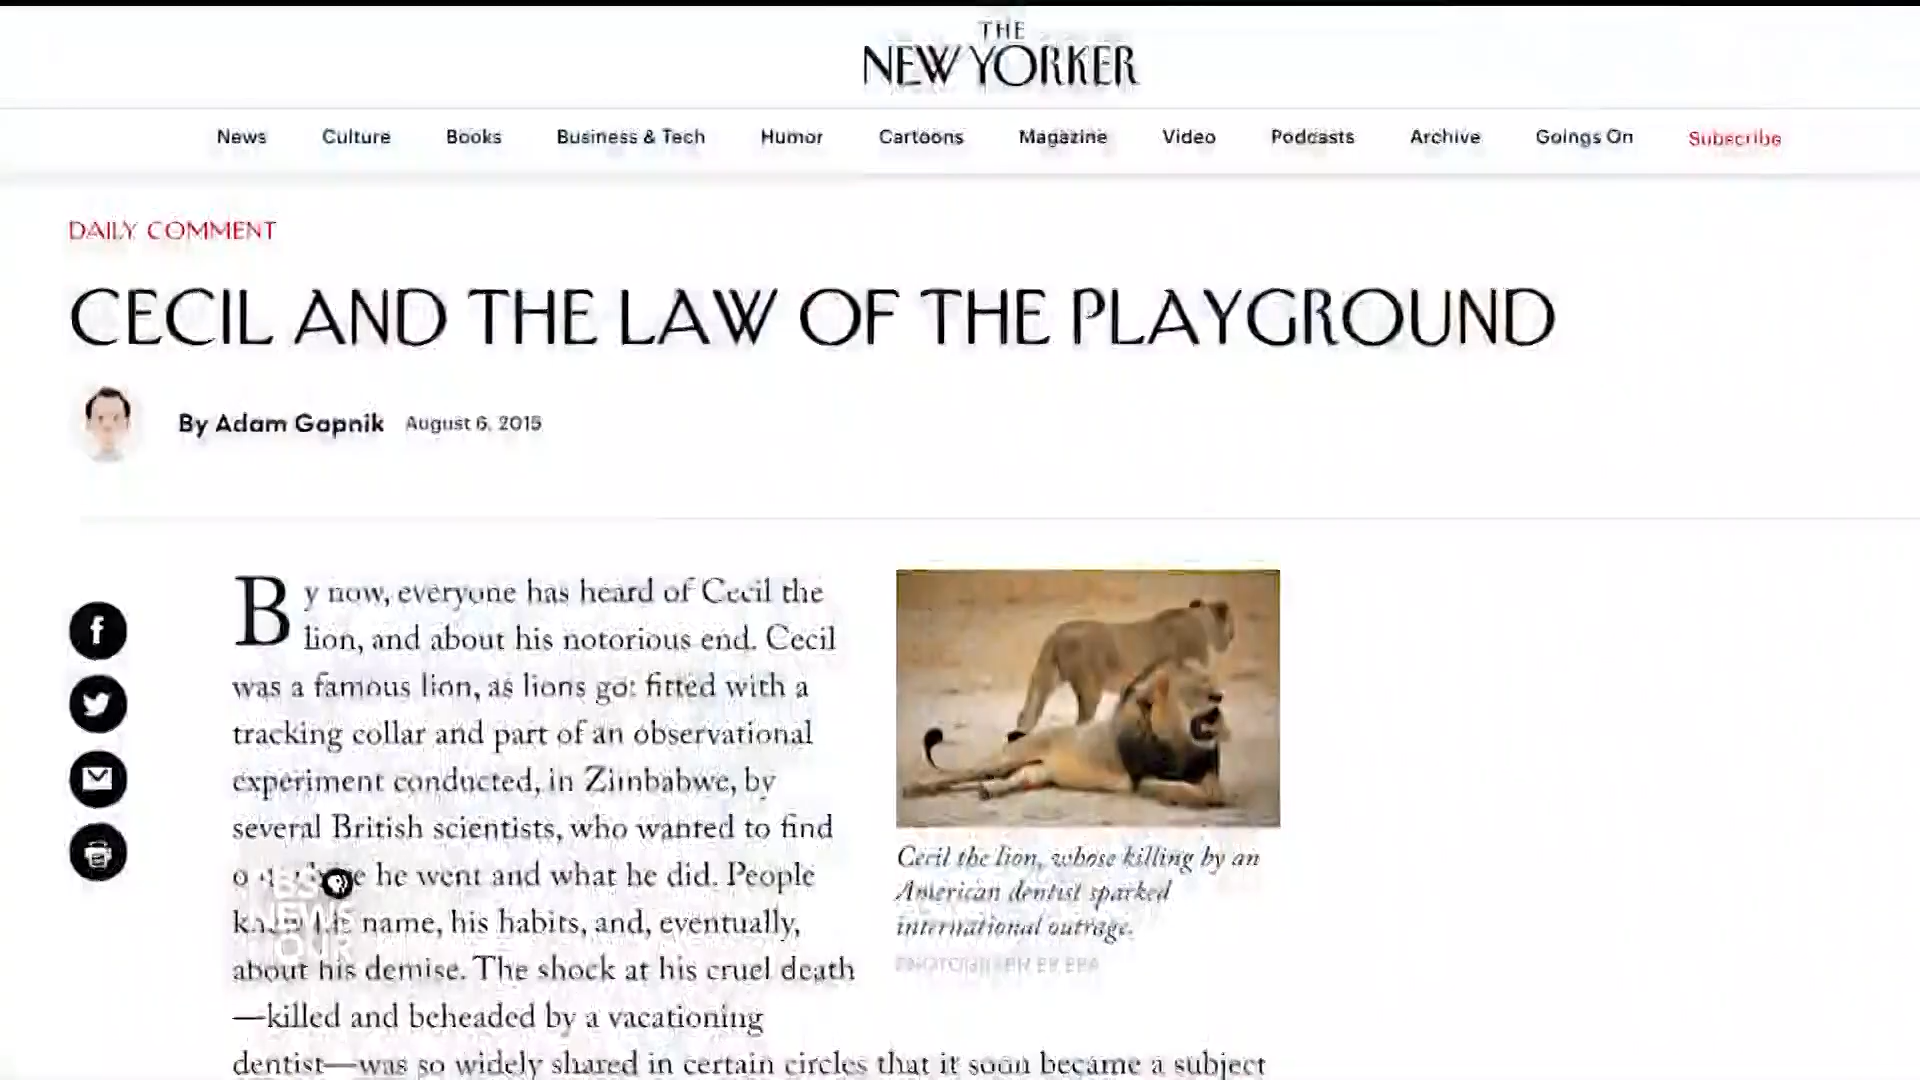 THE
NEW YORKER
News Culture Books Business & Tech Humor Cartoons Magazine Video Podcasts Archive Goings On Subscribe
DAILY COMMENT
CECIL AND THE LAW OF THE PLAYGROUND
By Adam Gopnik August 6, 2015
By now, everyone has heard of Cecil the
lion, and about his notorious end. Cecil
was a famous lion, as lions go: fitted with a
tracking collar and part of an observational
experiment conducted, in Zimbabwe, by
several British scientists, who wanted to find
he went and what he did. People
name, his habits, and, eventually,
about his demise. The shock at his cruel death
—killed and beheaded by a vacationing
dentist—was so widely shared in certain circles that it soon became a subject
Cecil the lion, whose killing by an
American dentist sparked
international outrage.
PHOTOGRAPH BY EPA
PBS
NEWS
HOUR